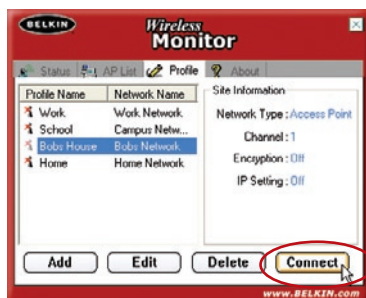 BELKIN
Wireless
Monitor
Status AP List Profile About
Profile Name Network Name
Work Work Network
School Campus Netw...
Bobs House Bobs Network
Home Home Network
Site Information
Network Type : Access Point
Channel : 1
Encryption : Off
IP Setting : Off
Add Edit Delete Connect
www.BELKIN.com